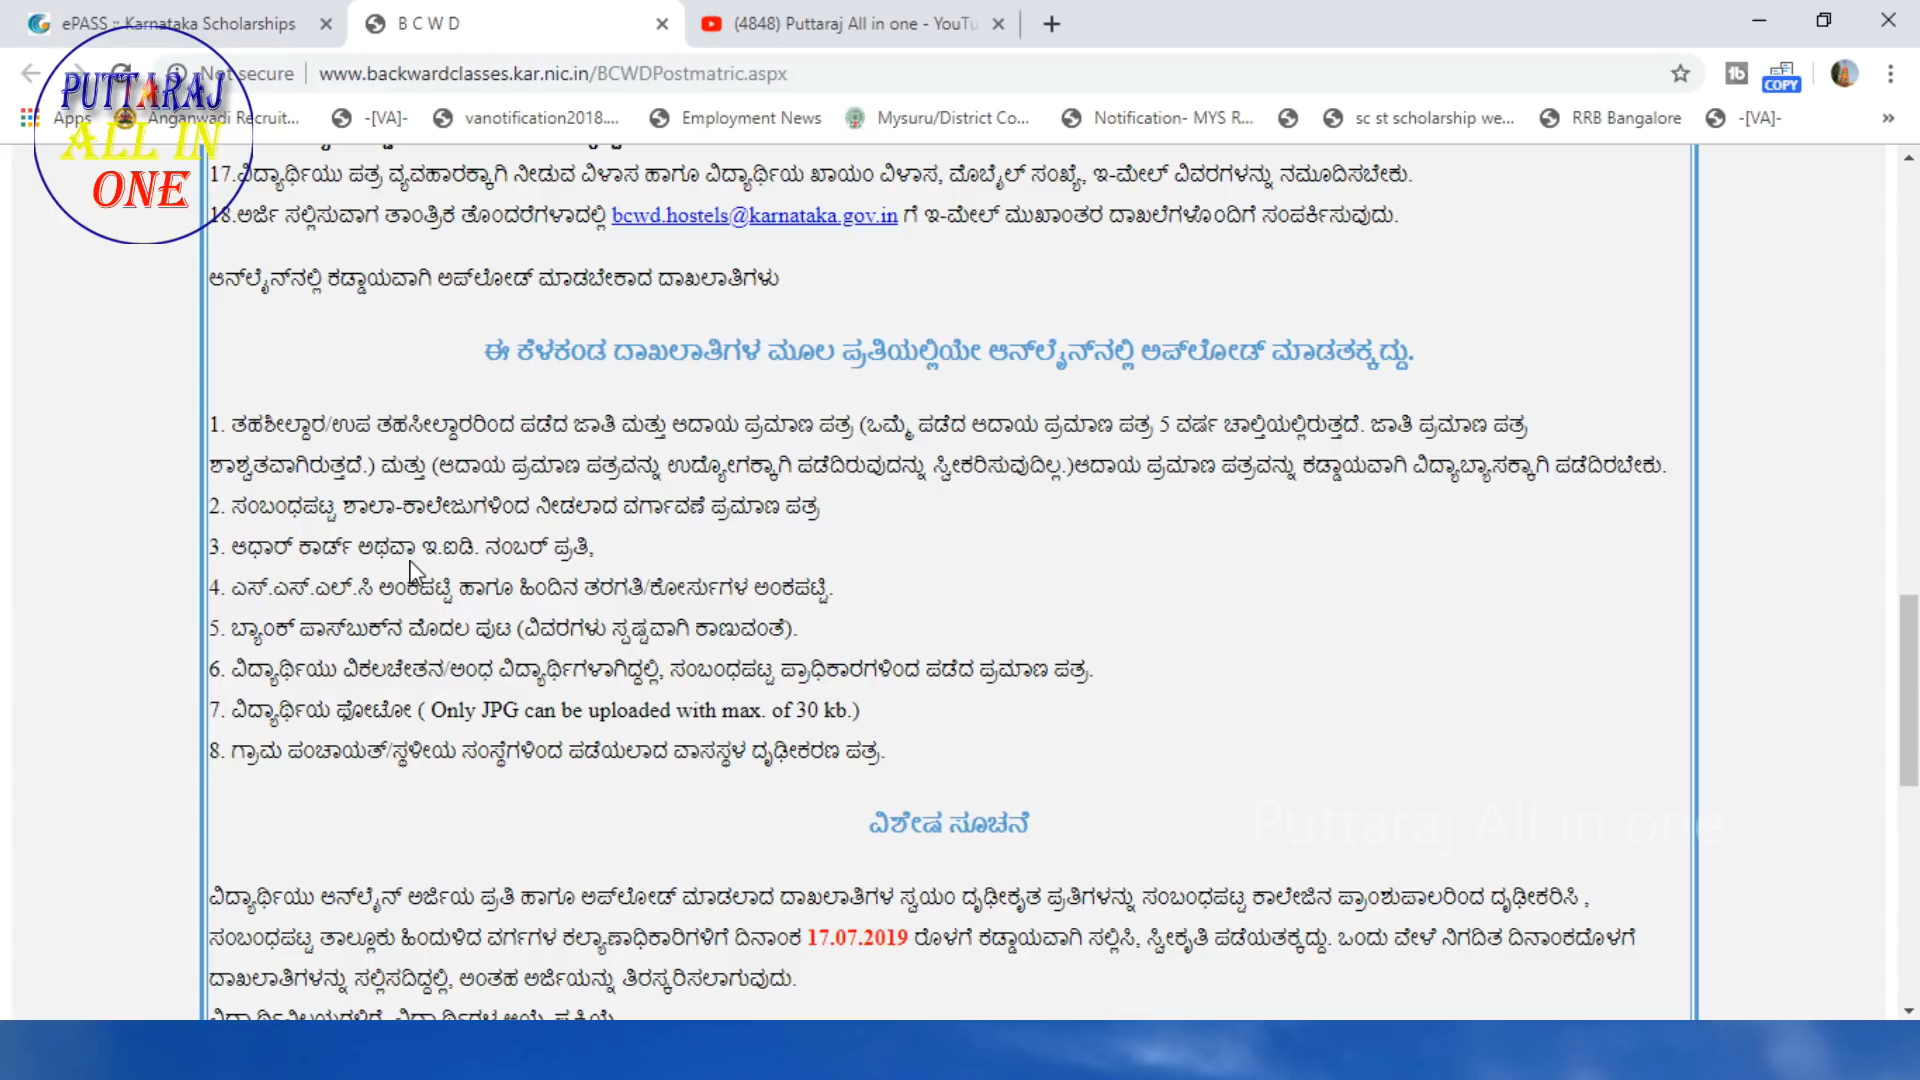 ePASS :: Karnataka Scholarships
B C W D
(4848) Puttaraj All in one - YouTu
Not secure
www.backwardclasses.kar.nic.in/BCWDPostmatric.aspx
COPY
Apps
Anganwadi Recruit...
-[VA]-
vanotification2018....
Employment News
Mysuru/District Co...
Notification- MYS R...
sc st scholarship we...
RRB Bangalore
-[VA]-
»
PUTTARAJ
ALL IN
ONE
17.ವಿದ್ಯಾರ್ಥಿಯು ಪತ್ರ ವ್ಯವಹಾರಕ್ಕಾಗಿ ನೀಡುವ ವಿಳಾಸ ಹಾಗೂ ವಿದ್ಯಾರ್ಥಿಯ ಖಾಯಂ ವಿಳಾಸ, ಮೊಬೈಲ್ ಸಂಖ್ಯೆ, ಇ-ಮೇಲ್ ವಿವರಗಳನ್ನು ನಮೂದಿಸಬೇಕು.
18.ಅರ್ಜಿ ಸಲ್ಲಿಸುವಾಗ ತಾಂತ್ರಿಕ ತೊಂದರೆಗಳಾದಲ್ಲಿ bcwd.hostels@karnataka.gov.in ಗೆ ಇ-ಮೇಲ್ ಮುಖಾಂತರ ದಾಖಲೆಗಳೊಂದಿಗೆ ಸಂಪರ್ಕಿಸುವುದು.
ಆನ್‌ಲೈನ್‌ನಲ್ಲಿ ಕಡ್ಡಾಯವಾಗಿ ಅಪ್‌ಲೋಡ್ ಮಾಡಬೇಕಾದ ದಾಖಲಾತಿಗಳು
ಈ ಕೆಳಕಂಡ ದಾಖಲಾತಿಗಳ ಮೂಲ ಪ್ರತಿಯಲ್ಲಿಯೇ ಆನ್‌ಲೈನ್‌ನಲ್ಲಿ ಅಪ್‌ಲೋಡ್ ಮಾಡತಕ್ಕದ್ದು.
1. ತಹಶೀಲ್ದಾರ/ಉಪ ತಹಸೀಲ್ದಾರರಿಂದ ಪಡೆದ ಜಾತಿ ಮತ್ತು ಆದಾಯ ಪ್ರಮಾಣ ಪತ್ರ (ಒಮ್ಮೆ ಪಡೆದ ಆದಾಯ ಪ್ರಮಾಣ ಪತ್ರ 5 ವರ್ಷ ಚಾಲ್ತಿಯಲ್ಲಿರುತ್ತದೆ. ಜಾತಿ ಪ್ರಮಾಣ ಪತ್ರ
ಶಾಶ್ವತವಾಗಿರುತ್ತದೆ.) ಮತ್ತು (ಆದಾಯ ಪ್ರಮಾಣ ಪತ್ರವನ್ನು ಉದ್ಯೋಗಕ್ಕಾಗಿ ಪಡೆದಿರುವುದನ್ನು ಸ್ವೀಕರಿಸುವುದಿಲ್ಲ.)ಆದಾಯ ಪ್ರಮಾಣ ಪತ್ರವನ್ನು ಕಡ್ಡಾಯವಾಗಿ ವಿದ್ಯಾಭ್ಯಾಸಕ್ಕಾಗಿ ಪಡೆದಿರಬೇಕು.
2. ಸಂಬಂಧಪಟ್ಟ ಶಾಲಾ-ಕಾಲೇಜುಗಳಿಂದ ನೀಡಲಾದ ವರ್ಗಾವಣೆ ಪ್ರಮಾಣ ಪತ್ರ
3. ಆಧಾರ್ ಕಾರ್ಡ್ ಅಥವಾ ಇ.ಐಡಿ. ನಂಬರ್ ಪ್ರತಿ,
4. ಎಸ್.ಎಸ್.ಎಲ್.ಸಿ ಅಂಕಪಟ್ಟಿ ಹಾಗೂ ಹಿಂದಿನ ತರಗತಿ/ಕೋರ್ಸುಗಳ ಅಂಕಪಟ್ಟಿ.
5. ಬ್ಯಾಂಕ್ ಪಾಸ್‌ಬುಕ್‌ನ ಮೊದಲ ಪುಟ (ವಿವರಗಳು ಸ್ಪಷ್ಟವಾಗಿ ಕಾಣುವಂತೆ).
6. ವಿದ್ಯಾರ್ಥಿಯು ವಿಕಲಚೇತನ/ಅಂಧ ವಿದ್ಯಾರ್ಥಿಗಳಾಗಿದ್ದಲ್ಲಿ, ಸಂಬಂಧಪಟ್ಟ ಪ್ರಾಧಿಕಾರಗಳಿಂದ ಪಡೆದ ಪ್ರಮಾಣ ಪತ್ರ.
7. ವಿದ್ಯಾರ್ಥಿಯ ಫೋಟೋ ( Only JPG can be uploaded with max. of 30 kb.)
8. ಗ್ರಾಮ ಪಂಚಾಯತ್/ಸ್ಥಳೀಯ ಸಂಸ್ಥೆಗಳಿಂದ ಪಡೆಯಲಾದ ವಾಸಸ್ಥಳ ದೃಢೀಕರಣ ಪತ್ರ.
ವಿಶೇಷ ಸೂಚನೆ
Puttaraj All in one
ವಿದ್ಯಾರ್ಥಿಯು ಆನ್‌ಲೈನ್ ಅರ್ಜಿಯ ಪ್ರತಿ ಹಾಗೂ ಅಪ್‌ಲೋಡ್ ಮಾಡಲಾದ ದಾಖಲಾತಿಗಳ ಸ್ವಯಂ ದೃಢೀಕೃತ ಪ್ರತಿಗಳನ್ನು ಸಂಬಂಧಪಟ್ಟ ಕಾಲೇಜಿನ ಪ್ರಾಂಶುಪಾಲರಿಂದ ದೃಢೀಕರಿಸಿ ,
ಸಂಬಂಧಪಟ್ಟ ತಾಲ್ಲೂಕು ಹಿಂದುಳಿದ ವರ್ಗಗಳ ಕಲ್ಯಾಣಾಧಿಕಾರಿಗಳಿಗೆ ದಿನಾಂಕ 17.07.2019 ರೊಳಗೆ ಕಡ್ಡಾಯವಾಗಿ ಸಲ್ಲಿಸಿ, ಸ್ವೀಕೃತಿ ಪಡೆಯತಕ್ಕದ್ದು. ಒಂದು ವೇಳೆ ನಿಗದಿತ ದಿನಾಂಕದೊಳಗೆ
ದಾಖಲಾತಿಗಳನ್ನು ಸಲ್ಲಿಸದಿದ್ದಲ್ಲಿ, ಅಂತಹ ಅರ್ಜಿಯನ್ನು ತಿರಸ್ಕರಿಸಲಾಗುವುದು.